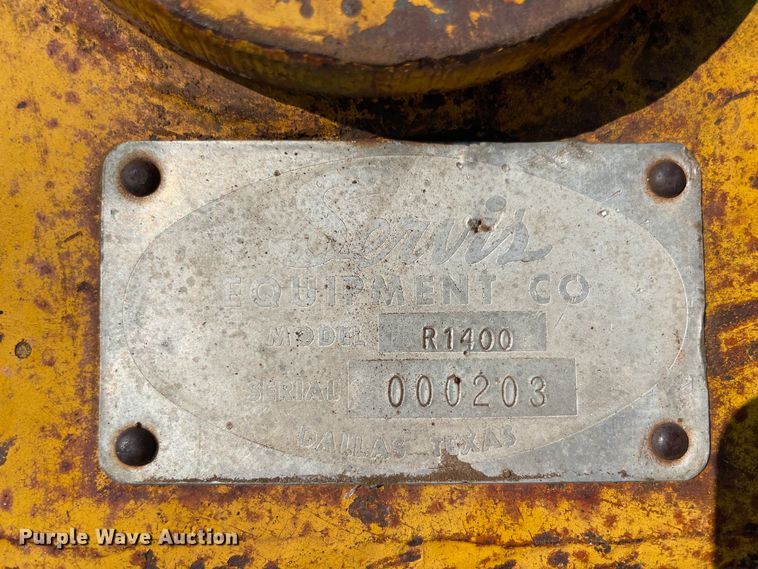 Servis
EQUIPMENT CO
MODEL R1400
SERIAL 000203
DALLAS TEXAS
Purple Wave Auction